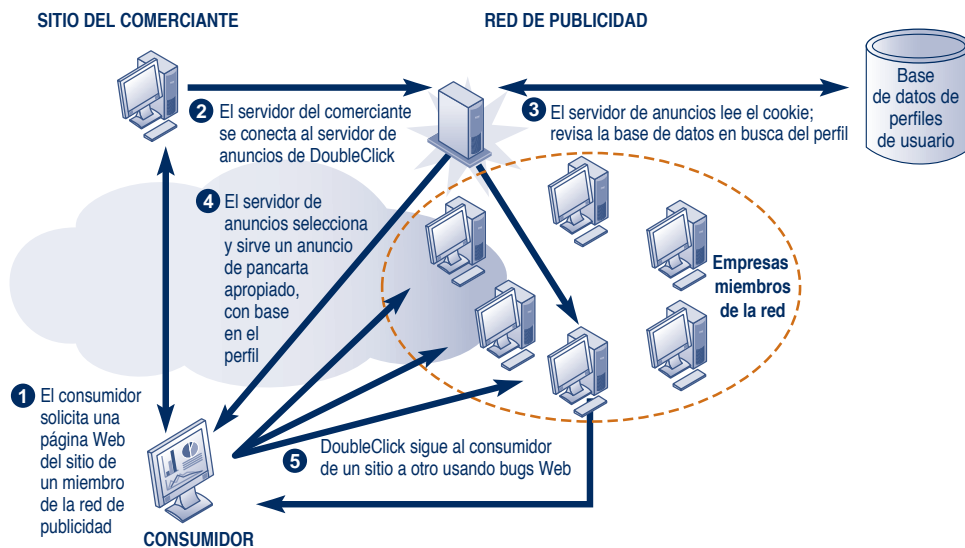 SITIO DEL COMERCIANTE
RED DE PUBLICIDAD
2 El servidor del comerciante
se conecta al servidor de
anuncios de DoubleClick
3 El servidor de anuncios lee el cookie;
revisa la base de datos en busca del perfil
Base
de datos de
perfiles
de usuario
4 El servidor de
anuncios selecciona
y sirve un anuncio
de pancarta
apropiado,
con base
en el
perfil
Empresas
miembros
de la red
1 El consumidor
solicita una
página Web
del sitio de
un miembro
de la red de
publicidad
5 DoubleClick sigue al consumidor
de un sitio a otro usando bugs Web
CONSUMIDOR